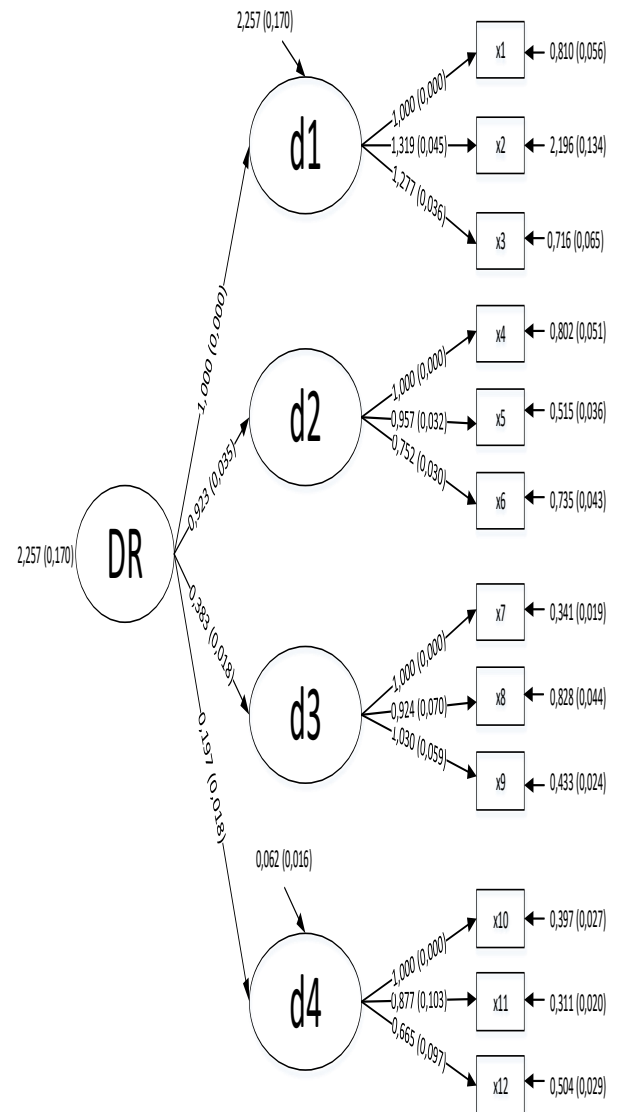 2,257 (0,170)
d1
1,000 (0,000)
1,319 (0,045)
1,277 (0,036)
x1
0,810 (0,056)
x2
2,196 (0,134)
x3
0,716 (0,065)
1,000 (0,000)
d2
1,000 (0,000)
0,957 (0,032)
0,752 (0,030)
x4
0,802 (0,051)
x5
0,515 (0,036)
x6
0,735 (0,043)
0,923 (0,035)
2,257 (0,170)
DR
0,383 (0,018)
d3
1,000 (0,000)
0,924 (0,070)
1,030 (0,059)
x7
0,341 (0,019)
x8
0,828 (0,044)
x9
0,433 (0,024)
0,197 (0,018)
0,062 (0,016)
d4
1,000 (0,000)
0,877 (0,103)
0,665 (0,097)
x10
0,397 (0,027)
x11
0,311 (0,020)
x12
0,504 (0,029)